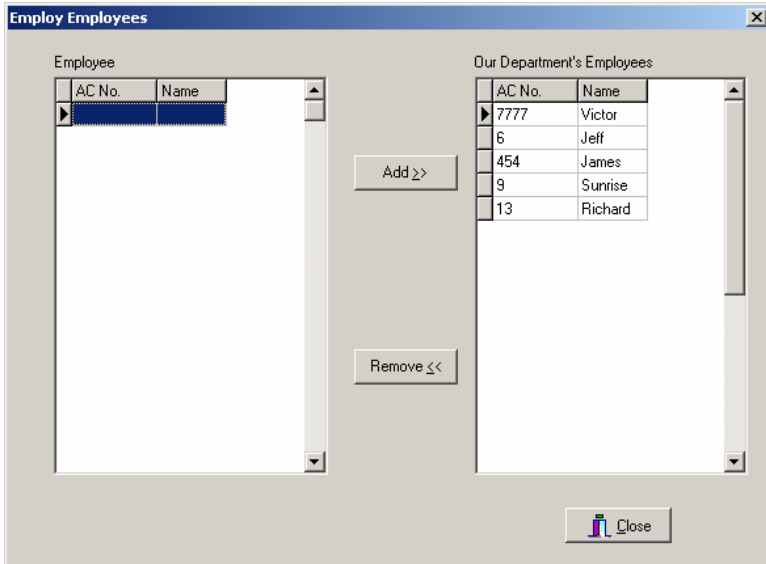 Employ Employees
Employee
Our Department's Employees
AC No. Name
AC No. Name
7777 Victor
6 Jeff
454 James
9 Sunrise
13 Richard
Add >>
Remove <<
Close